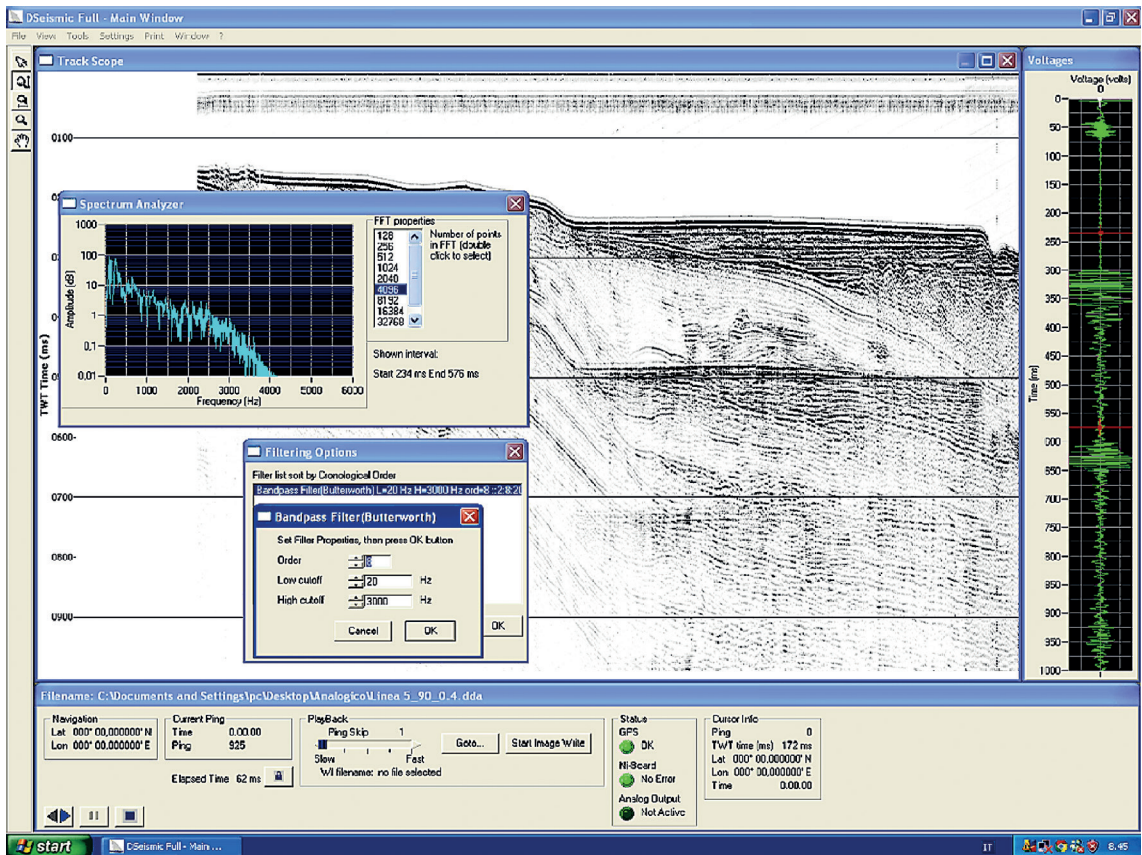 DSeismic Full - Main Window
File View Tools Settings Print Window ?
Track Scope
Voltages
Voltage (volts)
0
0
50
100
150
200
250
300
350
400
450
500
550
600
650
700
750
800
850
900
950
1000
Time (ms)
0100
TWT Time (ms)
0600
0700
0800
0900
Spectrum Analyzer
1000
100
10
1
0.1
0.01
Amplitude (dB)
0 1000 2000 3000 4000 5000 6000
Frequency (Hz)
FFT properties
128
256
512
1024
2040
4096
8192
16384
32768
Number of points
in FFT (double
click to select)
Shown interval:
Start 234 ms End 576 ms
Filtering Options
Filter list sort by Cronological Order
Bandpass Filter(Butterworth) L=20 Hz H=3000 Hz ord=8 ::2:8:20
OK
Bandpass Filter(Butterworth)
Set Filter Properties, then press OK button
Order 8
Low cutoff 20 Hz
High cutoff 3000 Hz
Cancel OK
Filename: C:\Documents and Settings\pc\Desktop\Analogico\Linea 5_90_0.4.dda
Navigation
Lat 000° 00,000000' N
Lon 000° 00,000000' E
Current Ping
Time 0.00.00
Ping 925
Elapsed Time 62 ms
PlayBack
Ping Skip 1
Slow Fast
WI filename: no file selected
Goto...
Start Image Write
Status
GPS
OK
NI-Board
No Error
Analog Output
Not Active
Cursor Info
Ping 0
TWT time (ms) 172 ms
Lat 000° 00,000000' N
Lon 000° 00,000000' E
Time 0.00.00
start
DSeismic Full - Main ...
IT
8.45